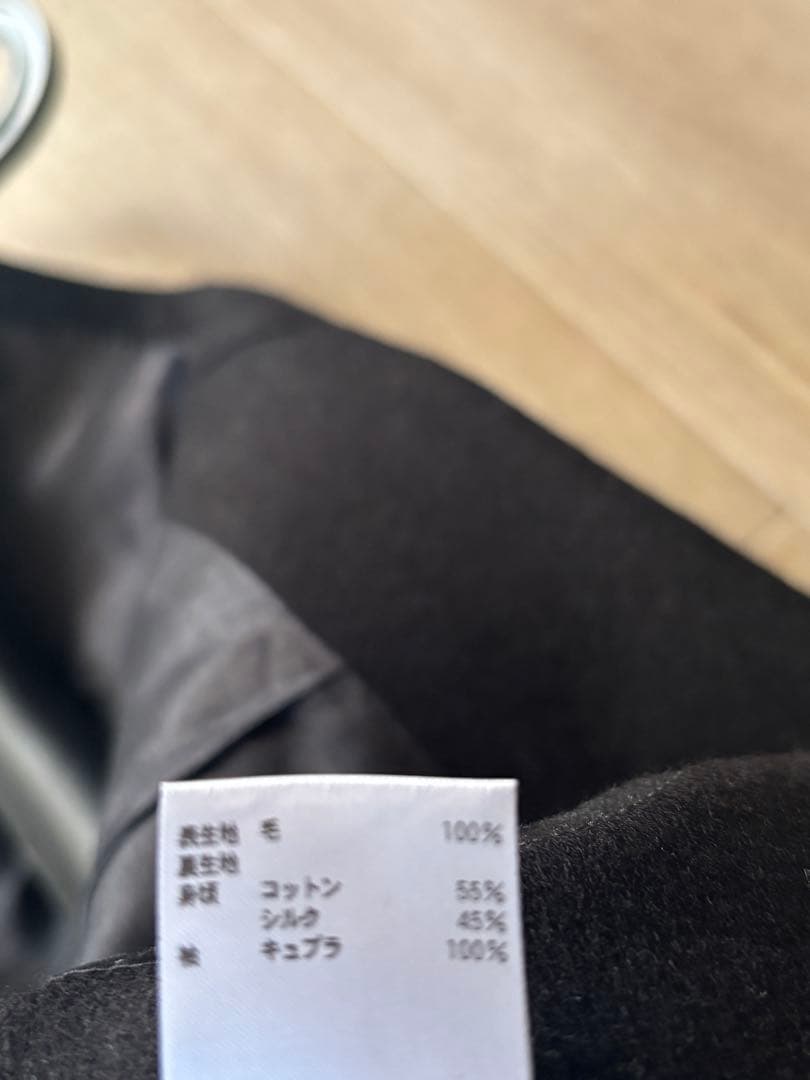 表生地 毛 100%
裏生地
身頃 コットン 55%
シルク 45%
袖 キュプラ 100%